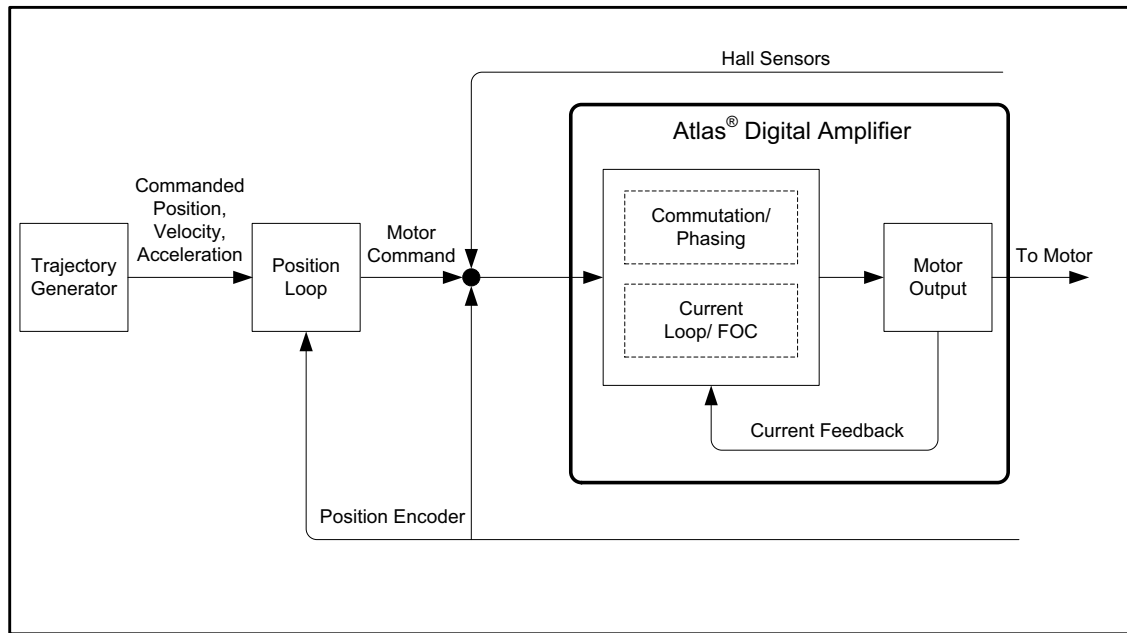 Hall Sensors
Atlas® Digital Amplifier
Commanded
Position,
Velocity,
Acceleration
Trajectory
Generator
Position
Loop
Motor
Command
Commutation/
Phasing
Current
Loop/ FOC
Motor
Output
To Motor
Current Feedback
Position Encoder